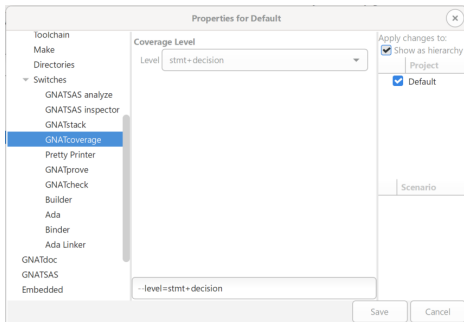 Properties for Default
Toolchain
Make
Directories
Switches
GNATSAS analyze
GNATSAS inspector
GNATstack
GNATcoverage
Pretty Printer
GNATprove
GNATcheck
Builder
Ada
Binder
Ada Linker
GNATdoc
GNATSAS
Embedded
Coverage Level
Level stmt+decision
--level=stmt+decision
Apply changes to:
Show as hierarchy
Project
Default
Scenario
Save Cancel